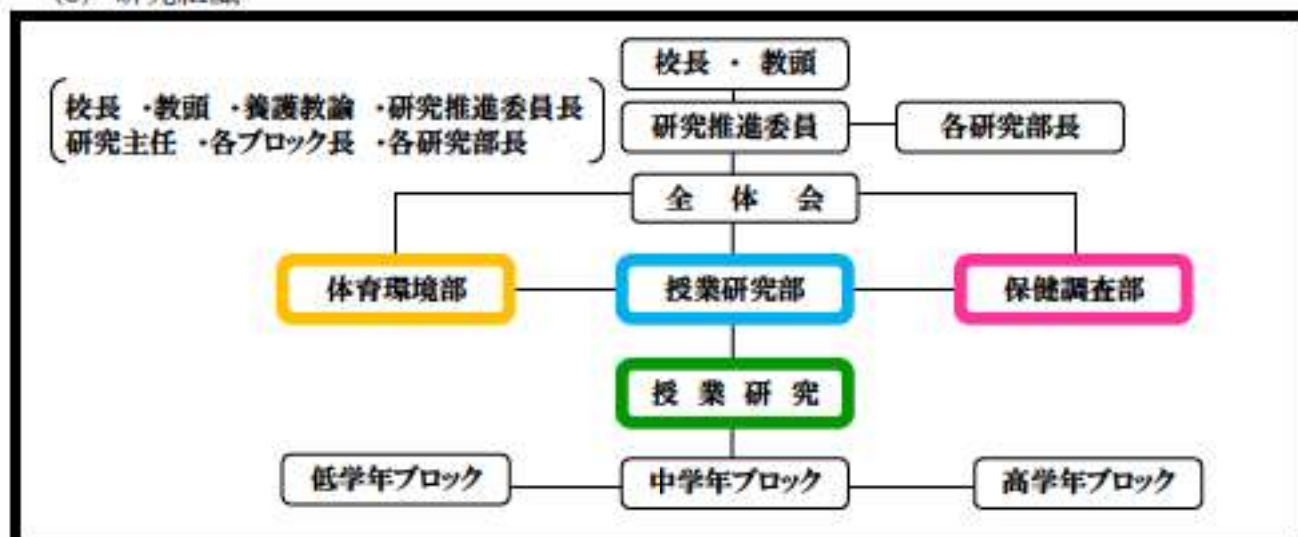 校長 ・ 教頭
校長 ・教頭 ・養護教諭 ・研究推進委員長
研究主任 ・各ブロック長 ・各研究部長
研究推進委員
各研究部長
全 体 会
体育環境部
授業研究部
保健調査部
授 業 研 究
低学年ブロック
中学年ブロック
高学年ブロック